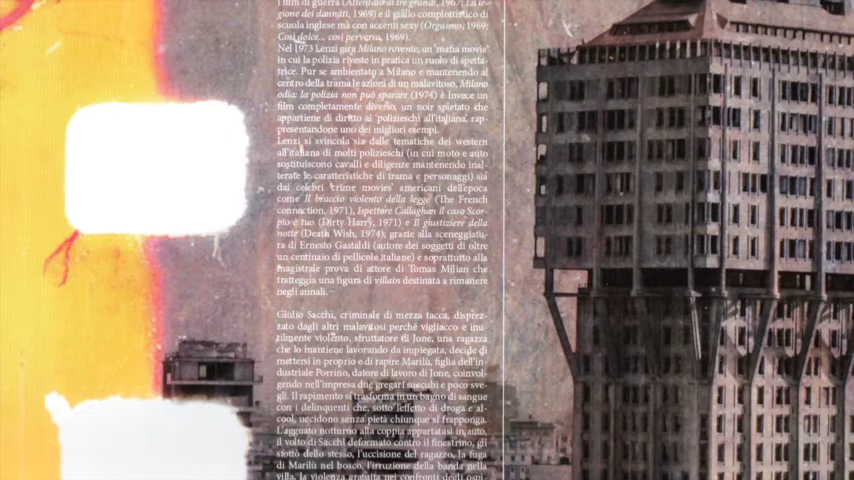 i film di guerra (Attentato ai tre grandi, 1967; La le-
gione dei dannati, 1969) e il giallo complottistico di
scuola inglese ma con accenti sexy (Orgasmo, 1969;
Così dolce... così perversa, 1969).
Nel 1973 Lenzi gira Milano rovente, un 'mafia movie'
in cui la polizia riveste in pratica un ruolo di spetta-
trice. Pur se ambientato a Milano e mantenendo al
centro della trama le azioni di un malavitoso, Milano
odia: la polizia non può sparare (1974) è invece un
film completamente diverso, un noir spietato che
appartiene di diritto ai 'polizieschi all'italiana', rap-
presentandone uno dei migliori esempi.
Lenzi si svincola sia dalle tematiche dei western
all'italiana di molti polizieschi (in cui moto e auto
sostituiscono cavalli e diligenze mantenendo inal-
terate le caratteristiche di trama e personaggi) sia
dai celebri 'crime movies' americani dell'epoca
come Il braccio violento della legge (The French
connection, 1971), Ispettore Callaghan il caso Scor-
pio è tuo (Dirty Harry, 1971) e Il giustiziere della
notte (Death Wish, 1974), grazie alla sceneggiatu-
ra di Ernesto Gastaldi (autore dei soggetti di oltre
un centinaio di pellicole italiane) e soprattutto alla
magistrale prova di attore di Tomas Milian che
tratteggia una figura di villain destinata a rimanere
negli annali.
Giulio Sacchi, criminale di mezza tacca, disprez-
zato dagli altri malavitosi perché vigliacco e inu-
tilmente violento, sfruttatore di Jone, una ragazza
che lo mantiene lavorando da impiegata, decide di
mettersi in proprio e di rapire Marilù, figlia dell'in-
dustriale Porrino, datore di lavoro di Jone, coinvol-
gendo nell'impresa due gregari succubi e poco sve-
gli. Il rapimento si trasforma in un bagno di sangue
con i delinquenti che, sotto l'effetto di droga e al-
cool, uccidono senza pietà chiunque si frapponga.
L'agguato notturno alla coppia appartatasi in auto,
il volto di Sacchi deformato contro il finestrino, gli
sfottò dello stesso, l'uccisione del ragazzo, la fuga
di Marilù nel bosco, l'irruzione della banda nella
villa, la violenza gratuita nei confronti degli ospi-